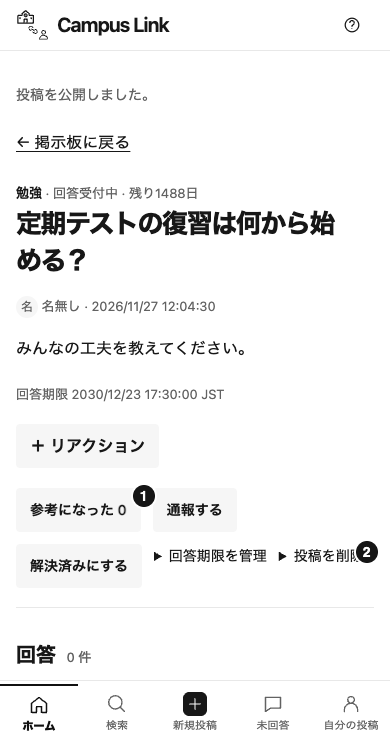 Campus Link
投稿を公開しました。
← 掲示板に戻る
勉強 · 回答受付中 · 残り1488日
定期テストの復習は何から始
める？
名 名無し · 2026/11/27 12:04:30
みんなの工夫を教えてください。
回答期限 2030/12/23 17:30:00 JST
＋ リアクション
参考になった 0 1 通報する
解決済みにする ▶ 回答期限を管理 ▶ 投稿を削除 2
回答 0 件
ホーム 検索 新規投稿 未回答 自分の投稿